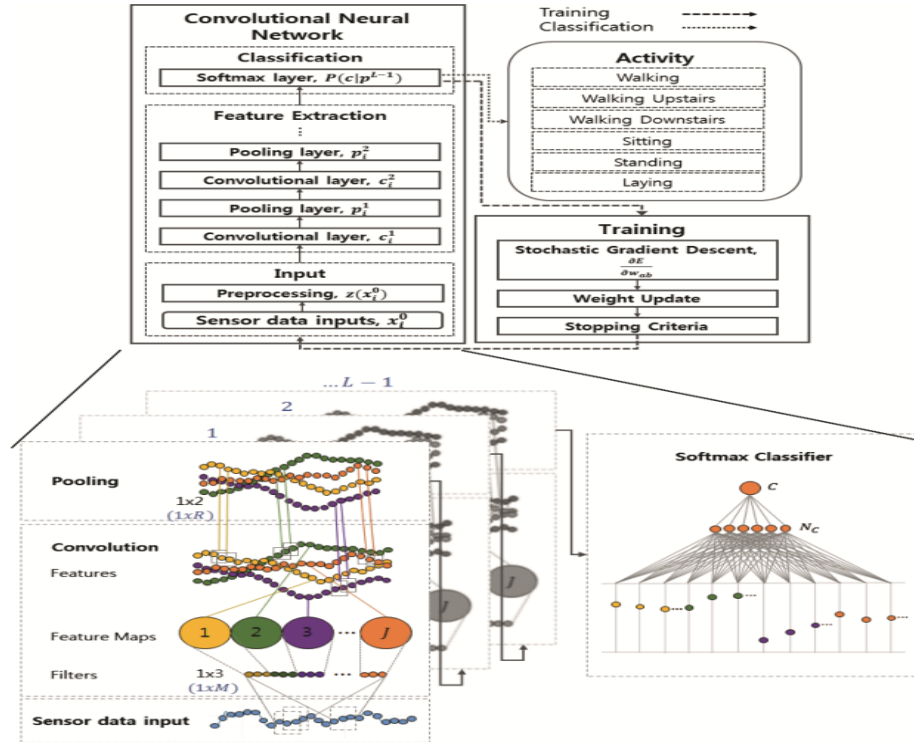 Convolutional Neural
Network
Classification
Softmax layer, P(c|p^{L-1})
Feature Extraction
⋮
Pooling layer, p_i^2
Convolutional layer, c_i^2
Pooling layer, p_i^1
Convolutional layer, c_i^1
Input
Preprocessing, z(x_i^0)
Sensor data inputs, x_i^0
Training
Classification
Activity
Walking
Walking Upstairs
Walking Downstairs
Sitting
Standing
Laying
Training
Stochastic Gradient Descent,
∂E
∂w_{ab}
Weight Update
Stopping Criteria
...L − 1
2
1
Pooling
1x2
(1xR)
Convolution
Features
Feature Maps
1 2 3 ... J
J
J
Filters
1x3
(1xM)
...
Sensor data input
Softmax Classifier
C
N_C